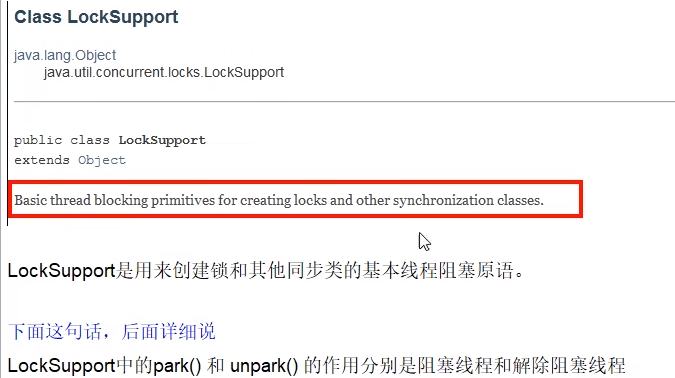 Class LockSupport
java.lang.Object
java.util.concurrent.locks.LockSupport
public class LockSupport
extends Object
Basic thread blocking primitives for creating locks and other synchronization classes.
LockSupport是用来创建锁和其他同步类的基本线程阻塞原语。
下面这句话，后面详细说
LockSupport中的park() 和 unpark() 的作用分别是阻塞线程和解除阻塞线程